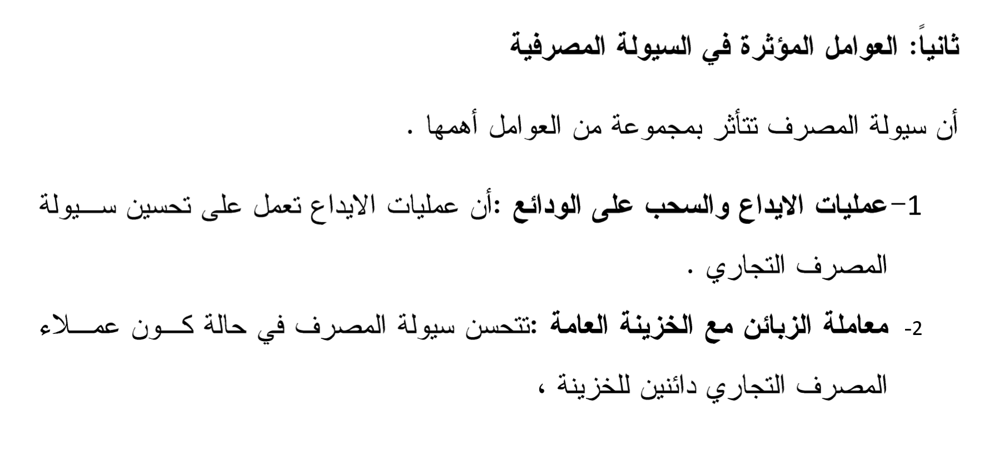 ثانياً: العوامل المؤثرة في السيولة المصرفية
أن سيولة المصرف تتأثر بمجموعة من العوامل أهمها .
1- عمليات الايداع والسحب على الودائع :أن عمليات الايداع تعمل على تحسين سيولة
المصرف التجاري .
2- معاملة الزبائن مع الخزينة العامة :تتحسن سيولة المصرف في حالة كون عملاء
المصرف التجاري دائنين للخزينة ،